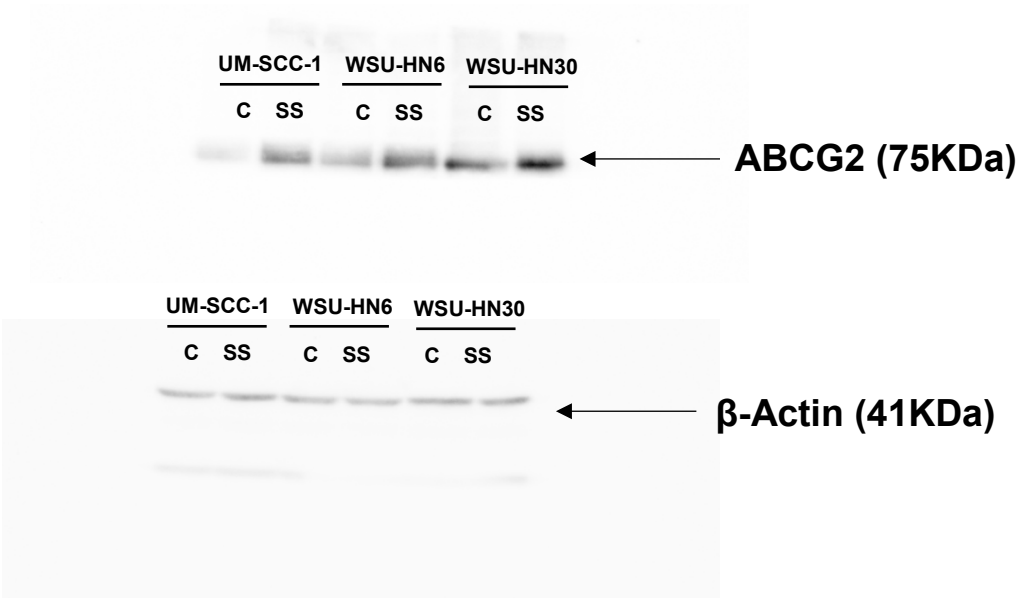 UM-SCC-1 WSU-HN6 WSU-HN30
C SS C SS C SS
ABCG2 (75KDa)
UM-SCC-1 WSU-HN6 WSU-HN30
C SS C SS C SS
β-Actin (41KDa)